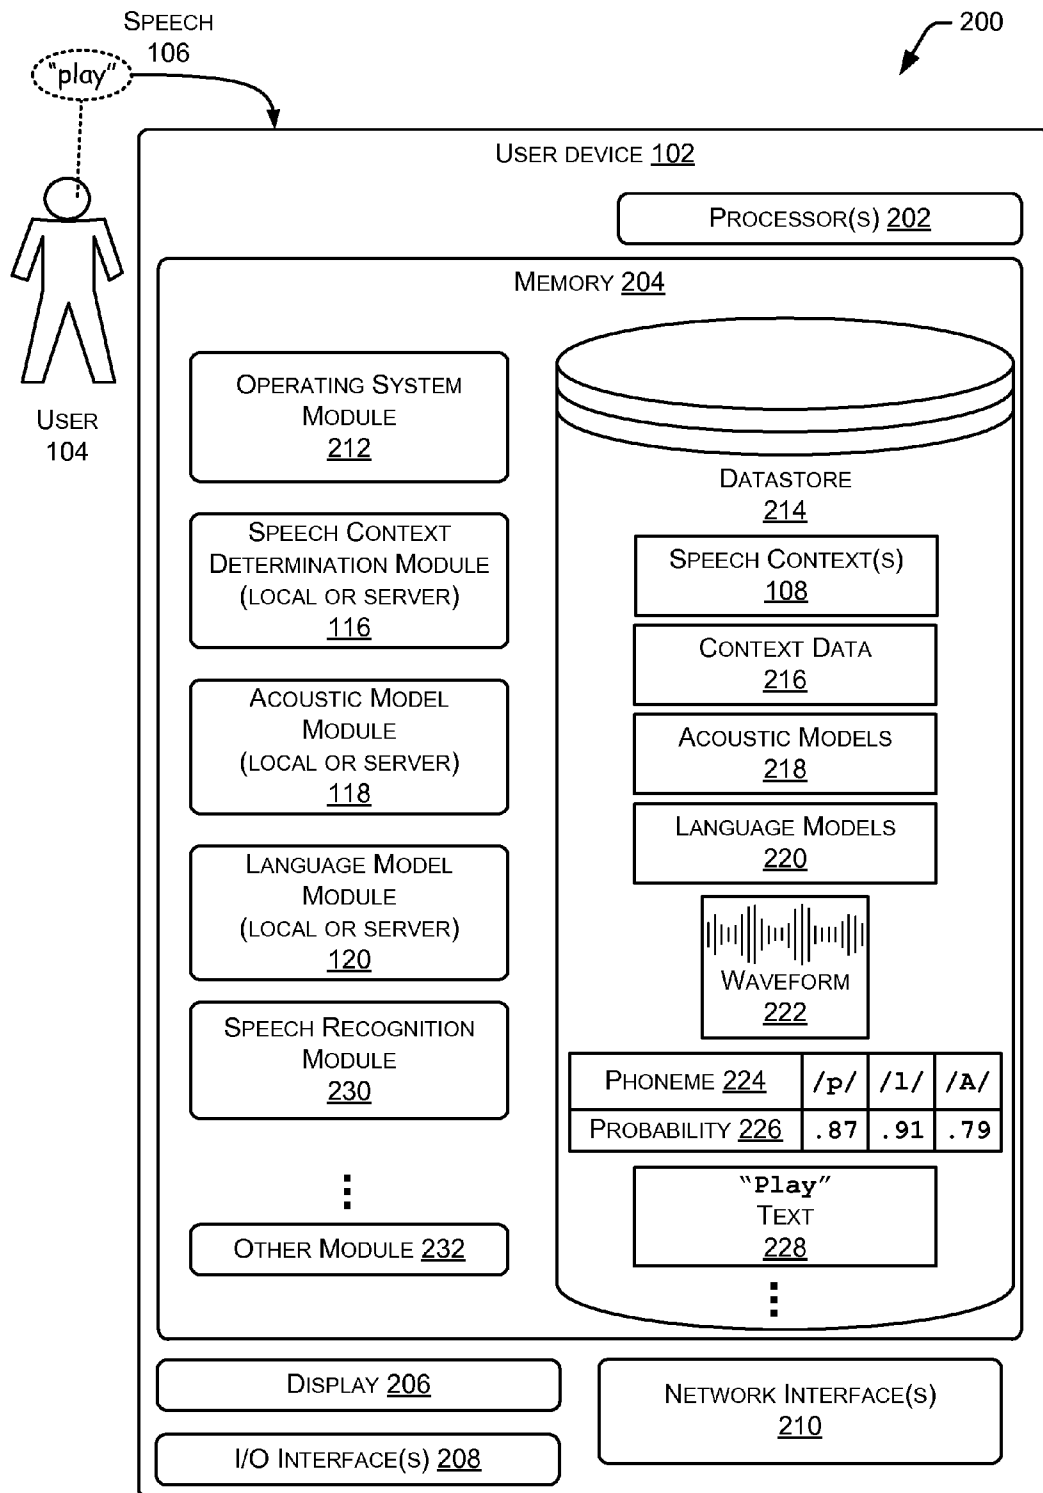 SPEECH
106
200
"play"
USER DEVICE 102
PROCESSOR(S) 202
MEMORY 204
USER
104
OPERATING SYSTEM
MODULE
212
SPEECH CONTEXT
DETERMINATION MODULE
(LOCAL OR SERVER)
116
ACOUSTIC MODEL
MODULE
(LOCAL OR SERVER)
118
LANGUAGE MODEL
MODULE
(LOCAL OR SERVER)
120
SPEECH RECOGNITION
MODULE
230
OTHER MODULE 232
DATASTORE
214
SPEECH CONTEXT(S)
108
CONTEXT DATA
216
ACOUSTIC MODELS
218
LANGUAGE MODELS
220
WAVEFORM
222
PHONEME 224 /p/ /l/ /A/
PROBABILITY 226 .87 .91 .79
"Play"
TEXT
228
DISPLAY 206
I/O INTERFACE(S) 208
NETWORK INTERFACE(S)
210